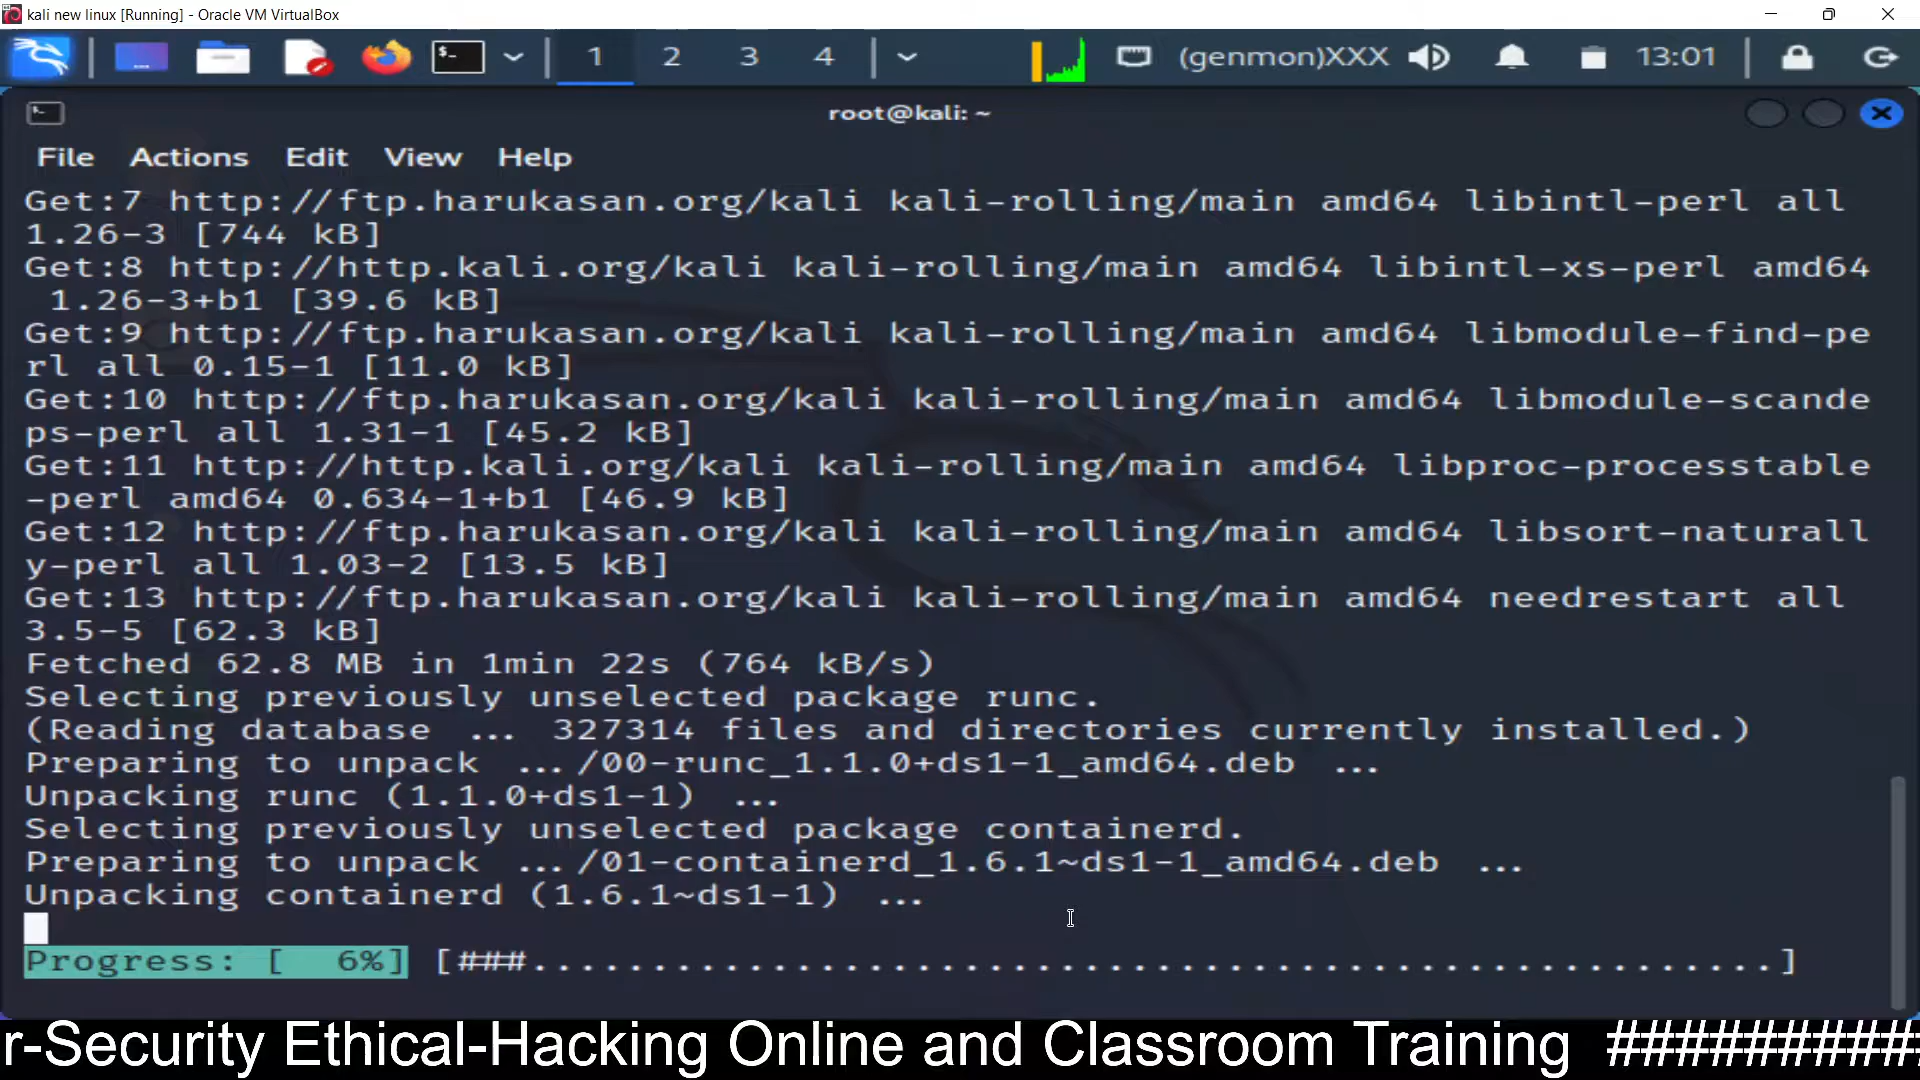 kali new linux [Running] - Oracle VM VirtualBox
1 2 3 4 (genmon)XXX 13:01
root@kali: ~
File Actions Edit View Help
Get:7 http://ftp.harukasan.org/kali kali-rolling/main amd64 libintl-perl all
1.26-3 [744 kB]
Get:8 http://http.kali.org/kali kali-rolling/main amd64 libintl-xs-perl amd64
1.26-3+b1 [39.6 kB]
Get:9 http://ftp.harukasan.org/kali kali-rolling/main amd64 libmodule-find-pe
rl all 0.15-1 [11.0 kB]
Get:10 http://ftp.harukasan.org/kali kali-rolling/main amd64 libmodule-scande
ps-perl all 1.31-1 [45.2 kB]
Get:11 http://http.kali.org/kali kali-rolling/main amd64 libproc-processtable
-perl amd64 0.634-1+b1 [46.9 kB]
Get:12 http://ftp.harukasan.org/kali kali-rolling/main amd64 libsort-naturall
y-perl all 1.03-2 [13.5 kB]
Get:13 http://ftp.harukasan.org/kali kali-rolling/main amd64 needrestart all
3.5-5 [62.3 kB]
Fetched 62.8 MB in 1min 22s (764 kB/s)
Selecting previously unselected package runc.
(Reading database ... 327314 files and directories currently installed.)
Preparing to unpack .../00-runc_1.1.0+ds1-1_amd64.deb ...
Unpacking runc (1.1.0+ds1-1) ...
Selecting previously unselected package containerd.
Preparing to unpack .../01-containerd_1.6.1~ds1-1_amd64.deb ...
Unpacking containerd (1.6.1~ds1-1) ...
Progress: [  6%] [###....................................................]
r-Security Ethical-Hacking Online and Classroom Training #########